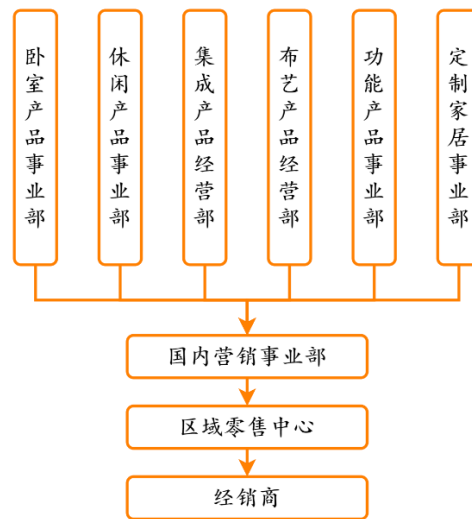 卧室产品事业部
休闲产品事业部
集成产品经营部
布艺产品经营部
功能产品事业部
定制家居事业部
国内营销事业部
区域零售中心
经销商